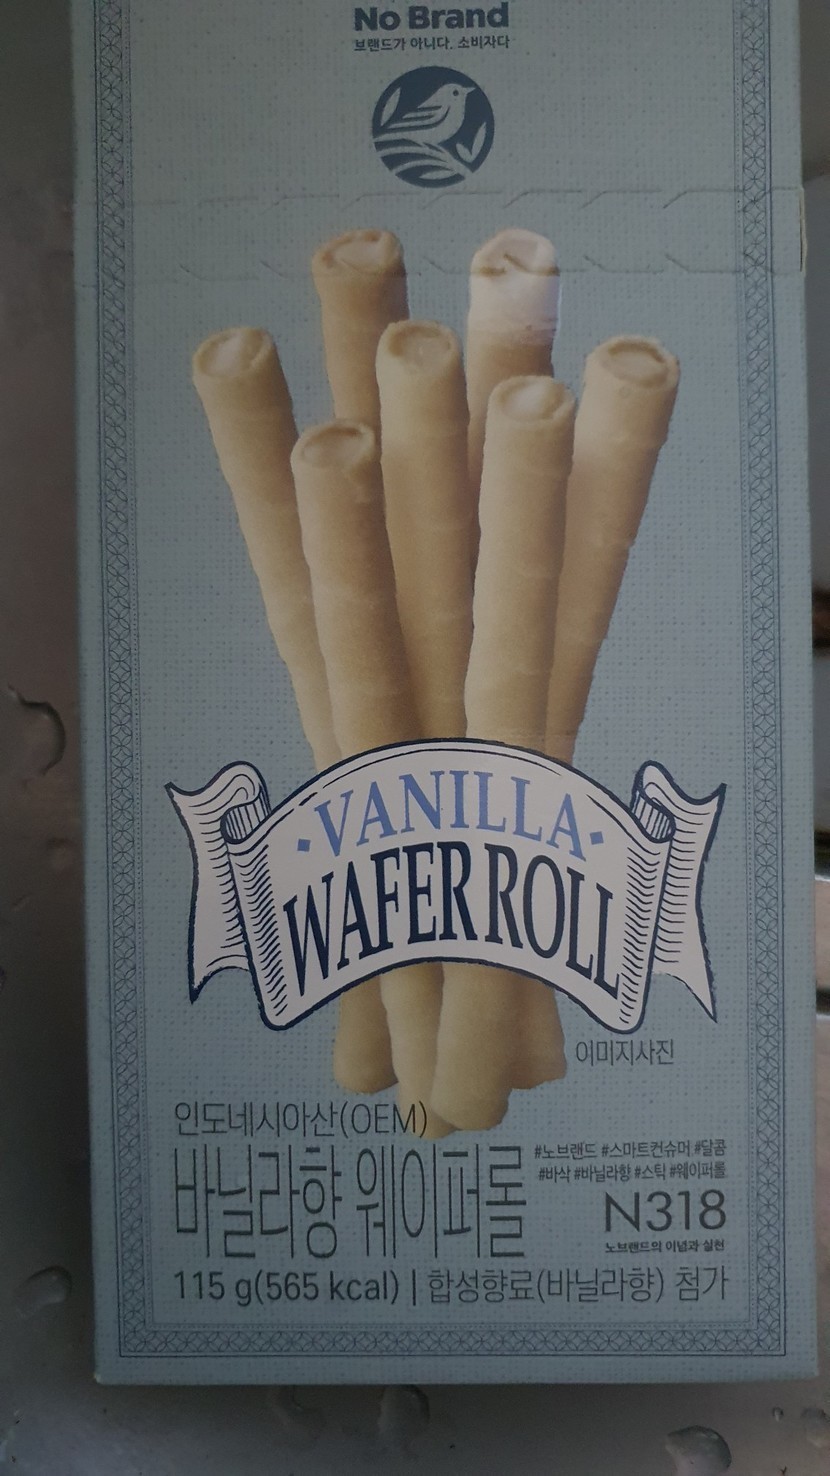 No Brand
브랜드가 아니다. 소비자다
VANILLA
WAFER ROLL
이미지사진
인도네시아산(OEM)
바닐라향 웨이퍼롤
#노브랜드 #스마트컨슈머 #달콤
#바삭 #바닐라향 #스틱 #웨이퍼롤
N318
노브랜드의 이념과 실천
115 g(565 kcal) | 합성향료(바닐라향) 첨가